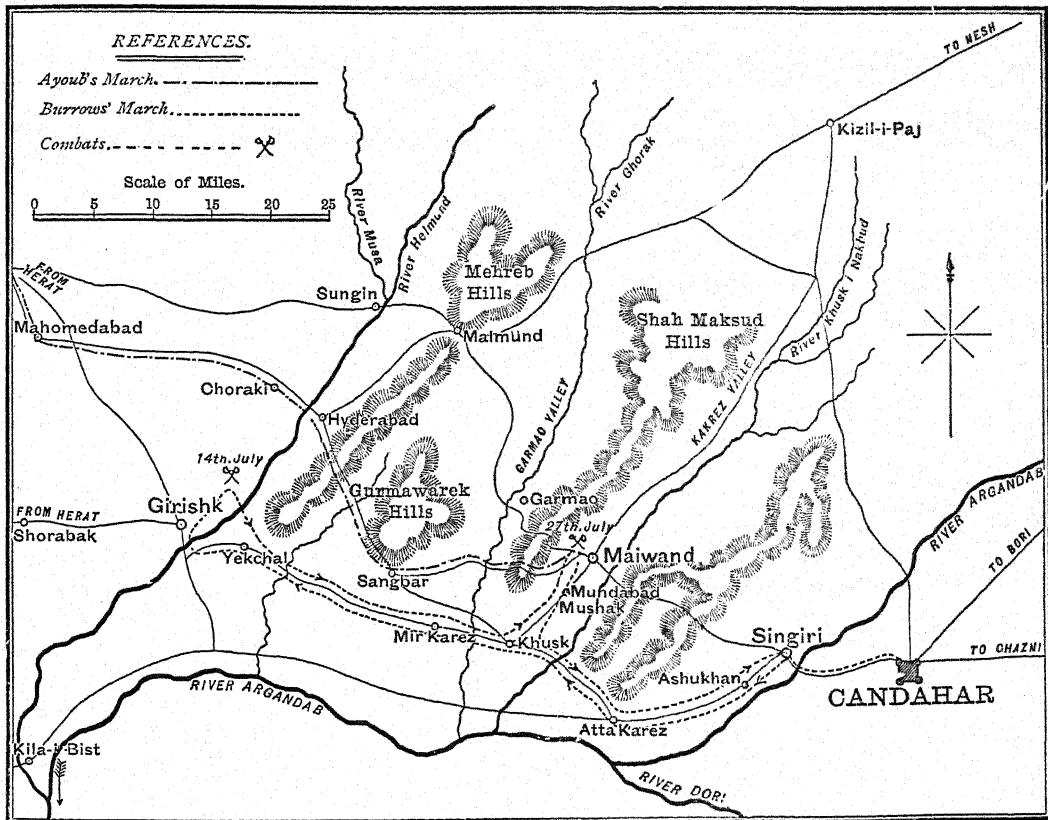 REFERENCES.
Ayoub's March.
Burrows' March
Combats.
Scale of Miles.
0 5 10 15 20 25
TO NESH
Kizil-i-Paj
River Musa
River Helmund
River Ghorak
FROM
HERAT
Mehreb
Hills
Sungin
Malmund
Shah Maksud
Hills
River Khusk i Nakhud
Mahomedabad
Choraki
Hyderabad
GARMAO VALLEY
KAKREZ VALLEY
14th.July
Girishk
FROM HERAT
Shorabak
Gurmawarek
Hills
Garmao
27th.July
RIVER ARGANDAB
TO BORI
Yekchal
Sangbar
Maiwand
Mundabad
Mushak
Mir Karez
Khusk
Singiri
TO GHAZNI
Ashukhan
CANDAHAR
RIVER ARGANDAB
Atta Karez
Kila-i-Bist
RIVER DORI